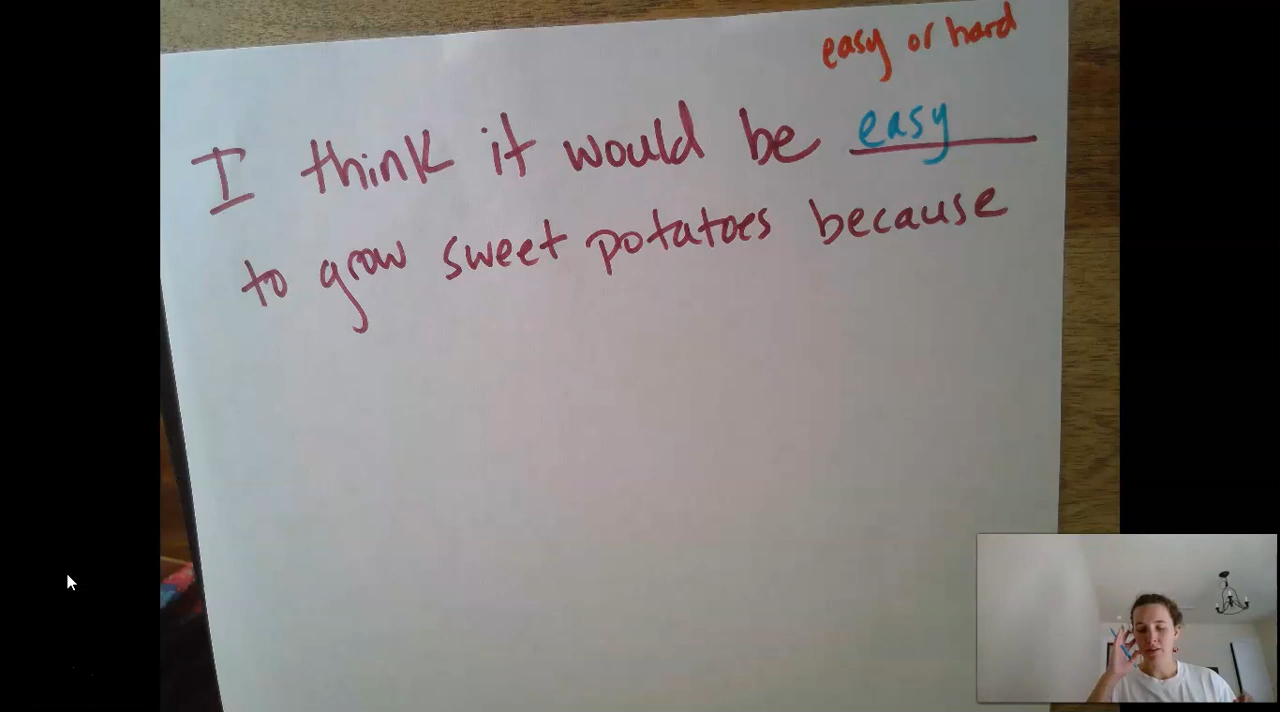 easy or hard
I think it would be easy
to grow sweet potatoes because